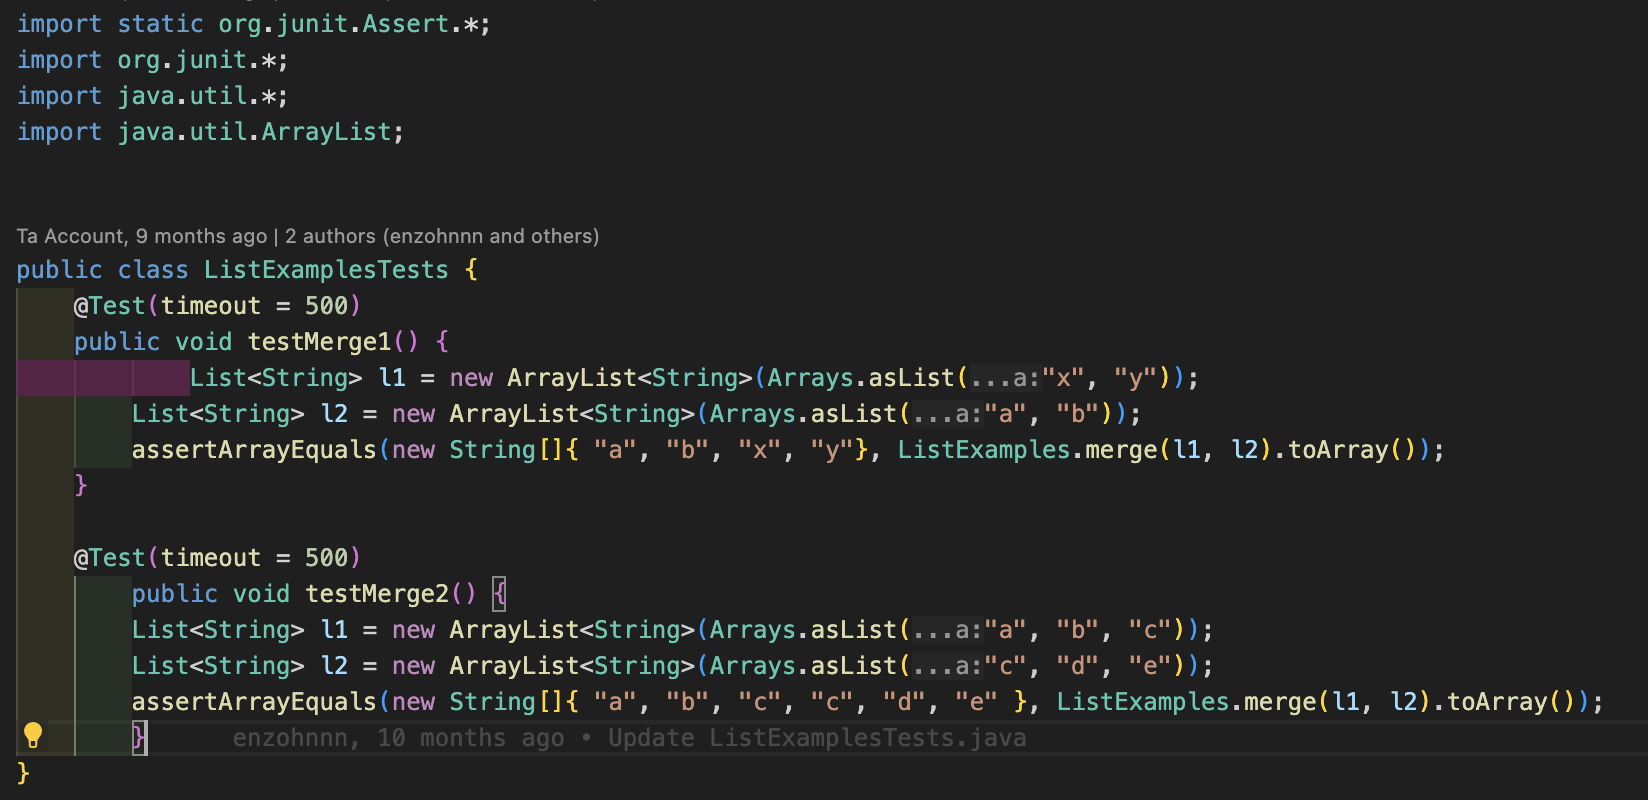 import static org.junit.Assert.*;
import org.junit.*;
import java.util.*;
import java.util.ArrayList;
Ta Account, 9 months ago | 2 authors (enzohnnn and others)
public class ListExamplesTests {
@Test(timeout = 500)
public void testMerge1() {
List<String> l1 = new ArrayList<String>(Arrays.asList(...a:"x", "y"));
List<String> l2 = new ArrayList<String>(Arrays.asList(...a:"a", "b"));
assertArrayEquals(new String[]{ "a", "b", "x", "y"}, ListExamples.merge(l1, l2).toArray());
}
@Test(timeout = 500)
public void testMerge2() {
List<String> l1 = new ArrayList<String>(Arrays.asList(...a:"a", "b", "c"));
List<String> l2 = new ArrayList<String>(Arrays.asList(...a:"c", "d", "e"));
assertArrayEquals(new String[]{ "a", "b", "c", "c", "d", "e" }, ListExamples.merge(l1, l2).toArray());
} enzohnnn, 10 months ago • Update ListExamplesTests.java
}